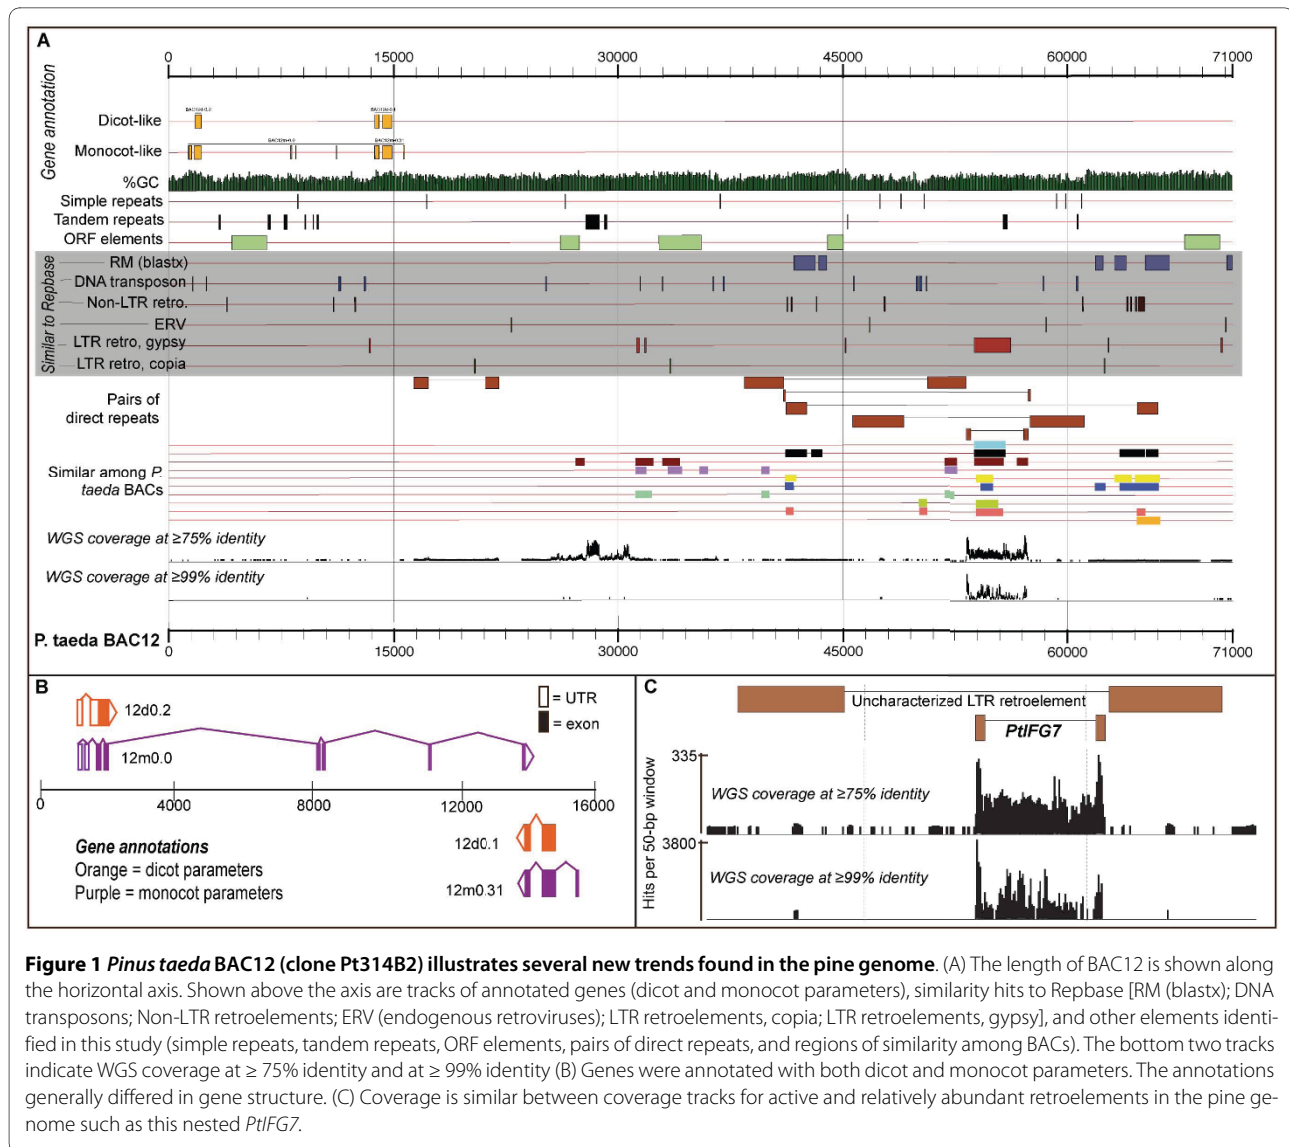 A
0 15000 30000 45000 60000 71000
Gene annotation
Dicot-like
Monocot-like
%GC
Simple repeats
Tandem repeats
ORF elements
Similar to Repbase
RM (blastx)
DNA transposon
Non-LTR retro.
ERV
LTR retro, gypsy
LTR retro, copia
Pairs of
direct repeats
Similar among P.
taeda BACs
WGS coverage at ≥75% identity
WGS coverage at ≥99% identity
P. taeda BAC12
0 15000 30000 45000 60000 71000
B
12d0.2
12m0.0
= UTR
= exon
0 4000 8000 12000 16000
Gene annotations
Orange = dicot parameters
Purple = monocot parameters
12d0.1
12m0.31
C
Uncharacterized LTR retroelement
PtIFG7
335
WGS coverage at ≥75% identity
Hits per 50-bp window
3800
WGS coverage at ≥99% identity
Figure 1 Pinus taeda BAC12 (clone Pt314B2) illustrates several new trends found in the pine genome. (A) The length of BAC12 is shown along
the horizontal axis. Shown above the axis are tracks of annotated genes (dicot and monocot parameters), similarity hits to Repbase [RM (blastx); DNA
transposons; Non-LTR retroelements; ERV (endogenous retroviruses); LTR retroelements, copia; LTR retroelements, gypsy], and other elements identi-
fied in this study (simple repeats, tandem repeats, ORF elements, pairs of direct repeats, and regions of similarity among BACs). The bottom two tracks
indicate WGS coverage at ≥ 75% identity and at ≥ 99% identity (B) Genes were annotated with both dicot and monocot parameters. The annotations
generally differed in gene structure. (C) Coverage is similar between coverage tracks for active and relatively abundant retroelements in the pine ge-
nome such as this nested PtIFG7.